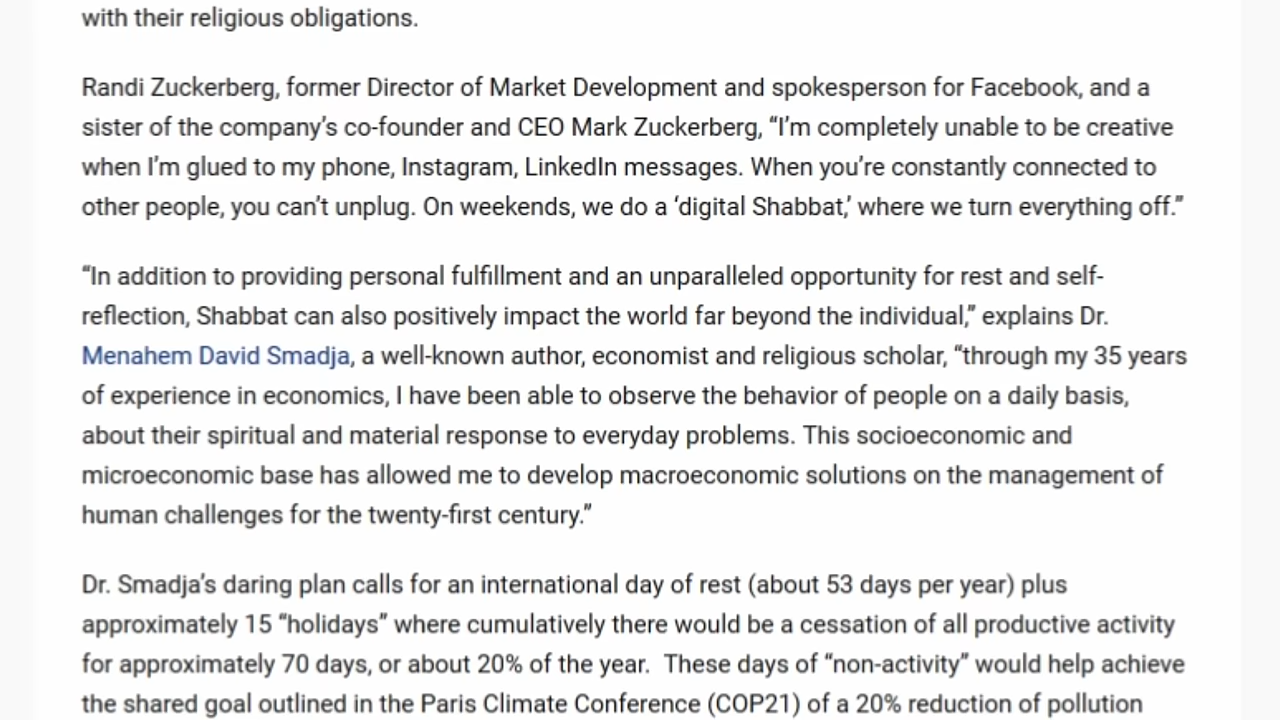 with their religious obligations.
Randi Zuckerberg, former Director of Market Development and spokesperson for Facebook, and a
sister of the company’s co-founder and CEO Mark Zuckerberg, “I’m completely unable to be creative
when I’m glued to my phone, Instagram, LinkedIn messages. When you’re constantly connected to
other people, you can’t unplug. On weekends, we do a ‘digital Shabbat,’ where we turn everything off.”
“In addition to providing personal fulfillment and an unparalleled opportunity for rest and self-
reflection, Shabbat can also positively impact the world far beyond the individual,” explains Dr.
Menahem David Smadja, a well-known author, economist and religious scholar, “through my 35 years
of experience in economics, I have been able to observe the behavior of people on a daily basis,
about their spiritual and material response to everyday problems. This socioeconomic and
microeconomic base has allowed me to develop macroeconomic solutions on the management of
human challenges for the twenty-first century.”
Dr. Smadja’s daring plan calls for an international day of rest (about 53 days per year) plus
approximately 15 “holidays” where cumulatively there would be a cessation of all productive activity
for approximately 70 days, or about 20% of the year.  These days of “non-activity” would help achieve
the shared goal outlined in the Paris Climate Conference (COP21) of a 20% reduction of pollution